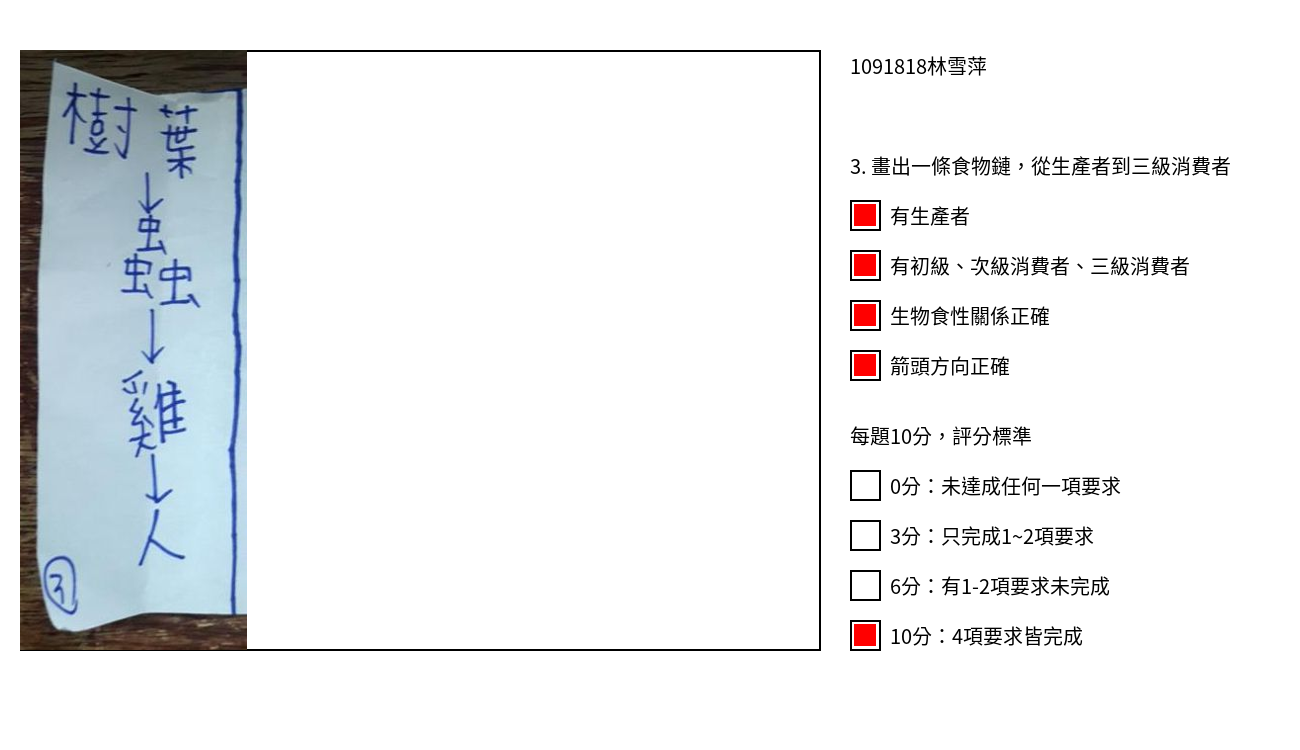 樹葉
↓
蟲
↓
雞
↓
人
③
1091818林雪萍
3. 畫出一條食物鏈，從生產者到三級消費者
有生產者
有初級、次級消費者、三級消費者
生物食性關係正確
箭頭方向正確
每題10分，評分標準
0分：未達成任何一項要求
3分：只完成1~2項要求
6分：有1-2項要求未完成
10分：4項要求皆完成